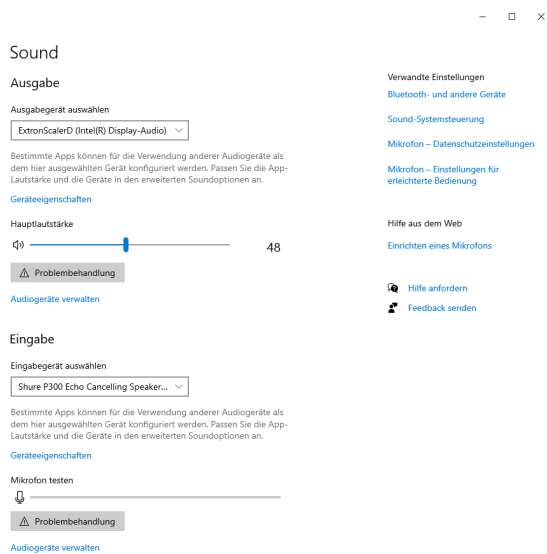 Sound
Ausgabe
Ausgabegerät auswählen
ExtronScalerD (Intel(R) Display-Audio)
Bestimmte Apps können für die Verwendung anderer Audiogeräte als
dem hier ausgewählten Gerät konfiguriert werden. Passen Sie die App-
Lautstärke und die Geräte in den erweiterten Soundoptionen an.
Geräteeigenschaften
Hauptlautstärke
48
Problembehandlung
Audiogeräte verwalten
Eingabe
Eingabegerät auswählen
Shure P300 Echo Cancelling Speaker...
Bestimmte Apps können für die Verwendung anderer Audiogeräte als
dem hier ausgewählten Gerät konfiguriert werden. Passen Sie die App-
Lautstärke und die Geräte in den erweiterten Soundoptionen an.
Geräteeigenschaften
Mikrofon testen
Problembehandlung
Audiogeräte verwalten
Verwandte Einstellungen
Bluetooth- und andere Geräte
Sound-Systemsteuerung
Mikrofon – Datenschutzeinstellungen
Mikrofon – Einstellungen für
erleichterte Bedienung
Hilfe aus dem Web
Einrichten eines Mikrofons
Hilfe anfordern
Feedback senden